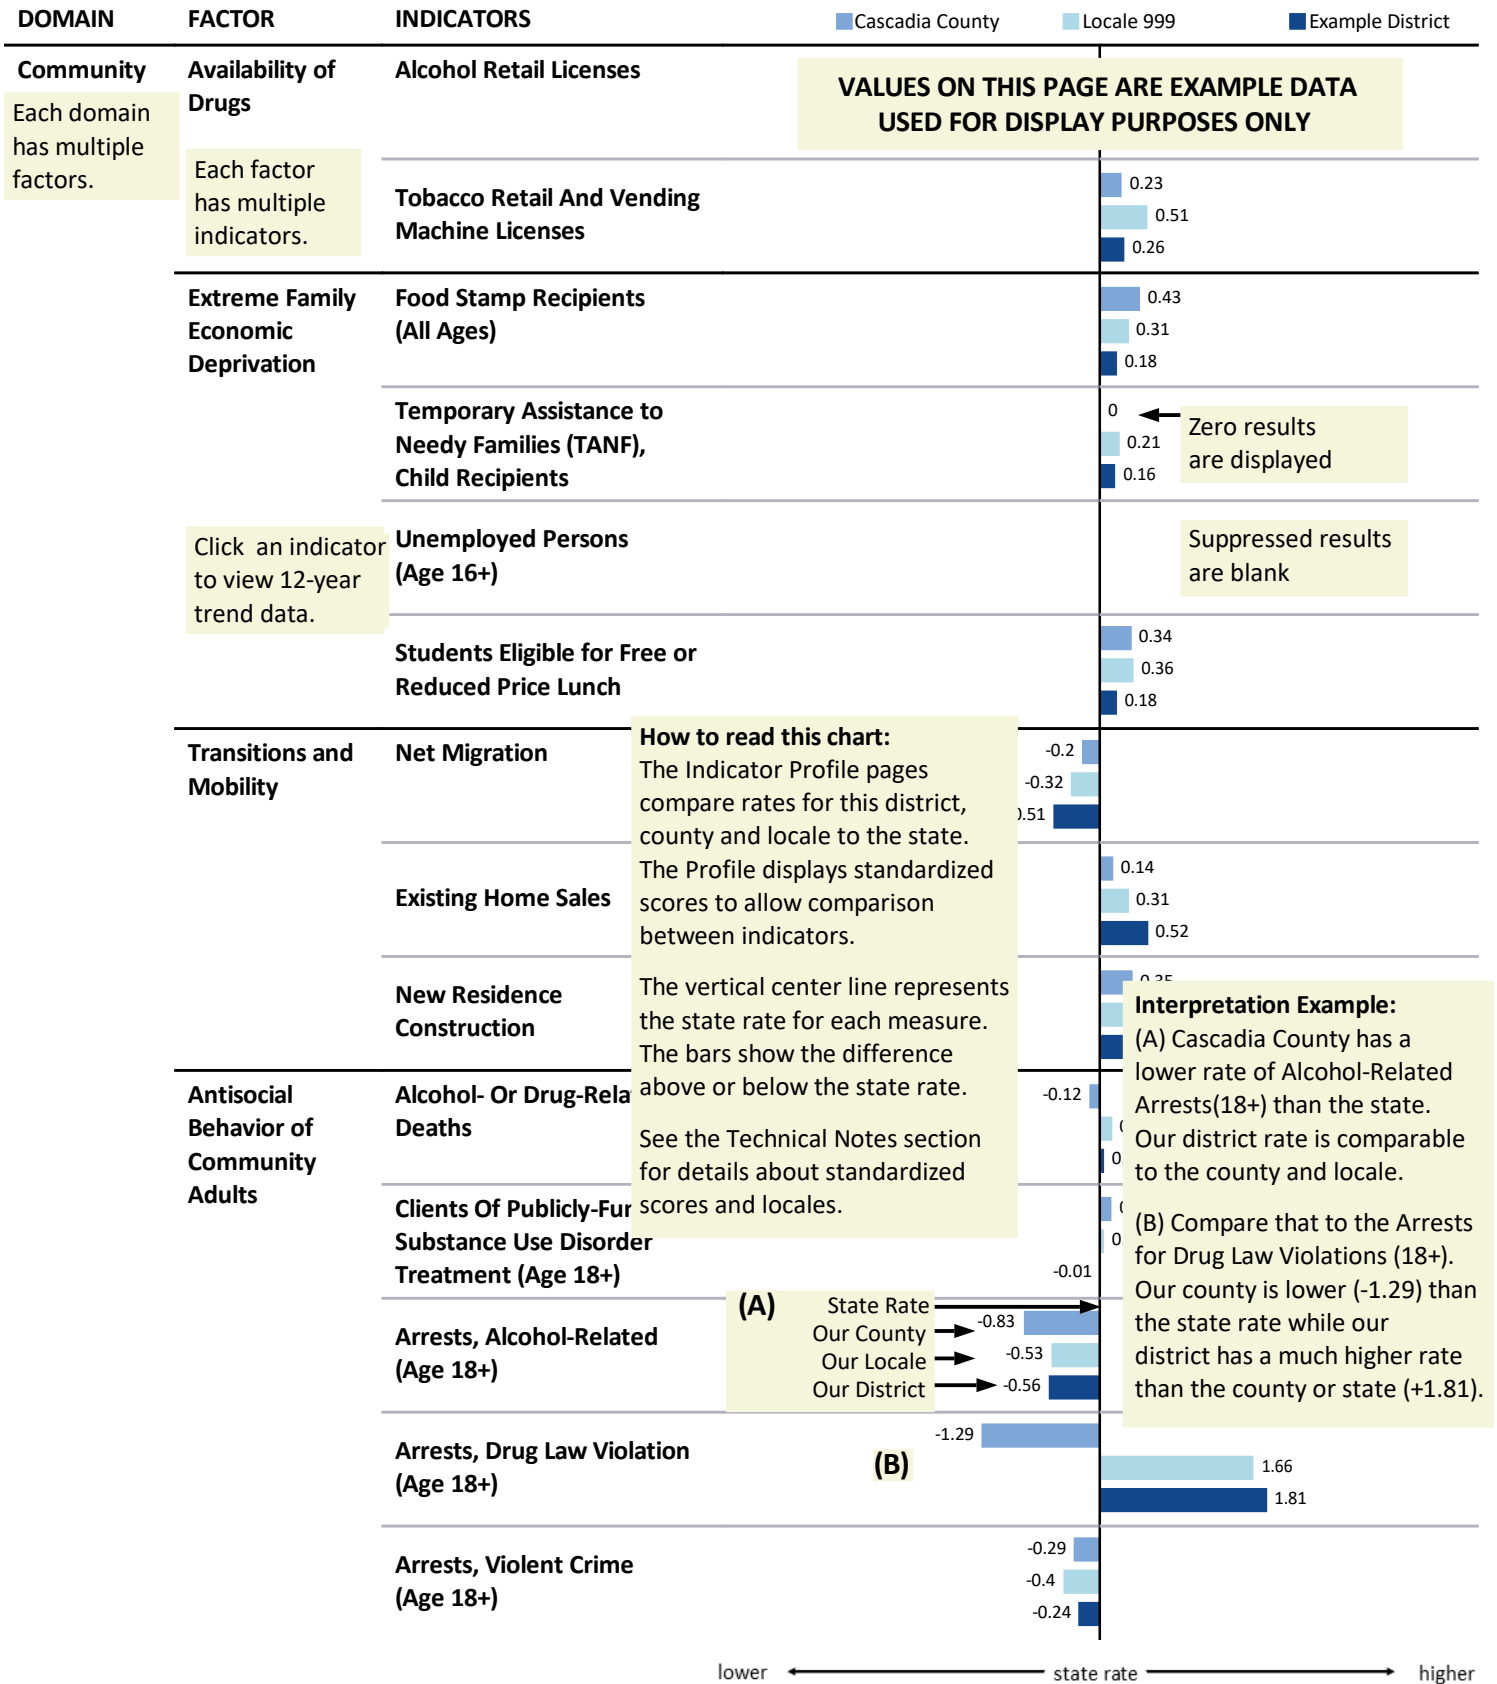 DOMAIN FACTOR INDICATORS Cascadia County Locale 999 Example District
Community
Each domain
has multiple
factors.
Availability of
Drugs
Each factor
has multiple
indicators.
Alcohol Retail Licenses
VALUES ON THIS PAGE ARE EXAMPLE DATA
USED FOR DISPLAY PURPOSES ONLY
Tobacco Retail And Vending
Machine Licenses
0.23
0.51
0.26
Extreme Family
Economic
Deprivation
Food Stamp Recipients
(All Ages)
0.43
0.31
0.18
Temporary Assistance to
Needy Families (TANF),
Child Recipients
0
0.21
0.16
Zero results
are displayed
Click an indicator
to view 12-year
trend data.
Unemployed Persons
(Age 16+)
Suppressed results
are blank
Students Eligible for Free or
Reduced Price Lunch
0.34
0.36
0.18
Transitions and
Mobility
Net Migration
-0.2
-0.32
.51
How to read this chart:
The Indicator Profile pages
compare rates for this district,
county and locale to the state.
The Profile displays standardized
scores to allow comparison
between indicators.
The vertical center line represents
the state rate for each measure.
The bars show the difference
above or below the state rate.
See the Technical Notes section
for details about standardized
scores and locales.
Existing Home Sales
0.14
0.31
0.52
New Residence
Construction
Interpretation Example:
(A) Cascadia County has a
lower rate of Alcohol-Related
Arrests(18+) than the state.
Our district rate is comparable
to the county and locale.
(B) Compare that to the Arrests
for Drug Law Violations (18+).
Our county is lower (-1.29) than
the state rate while our
district has a much higher rate
than the county or state (+1.81).
Antisocial
Behavior of
Community
Adults
Alcohol- Or Drug-Rela
Deaths
-0.12
0.
Clients Of Publicly-Fun
Substance Use Disorder
Treatment (Age 18+)
0.
-0.01
Arrests, Alcohol-Related
(Age 18+)
(A)
State Rate
Our County
Our Locale
Our District
-0.83
-0.53
-0.56
Arrests, Drug Law Violation
(Age 18+)
(B)
-1.29
1.66
1.81
Arrests, Violent Crime
(Age 18+)
-0.29
-0.4
-0.24
lower state rate higher